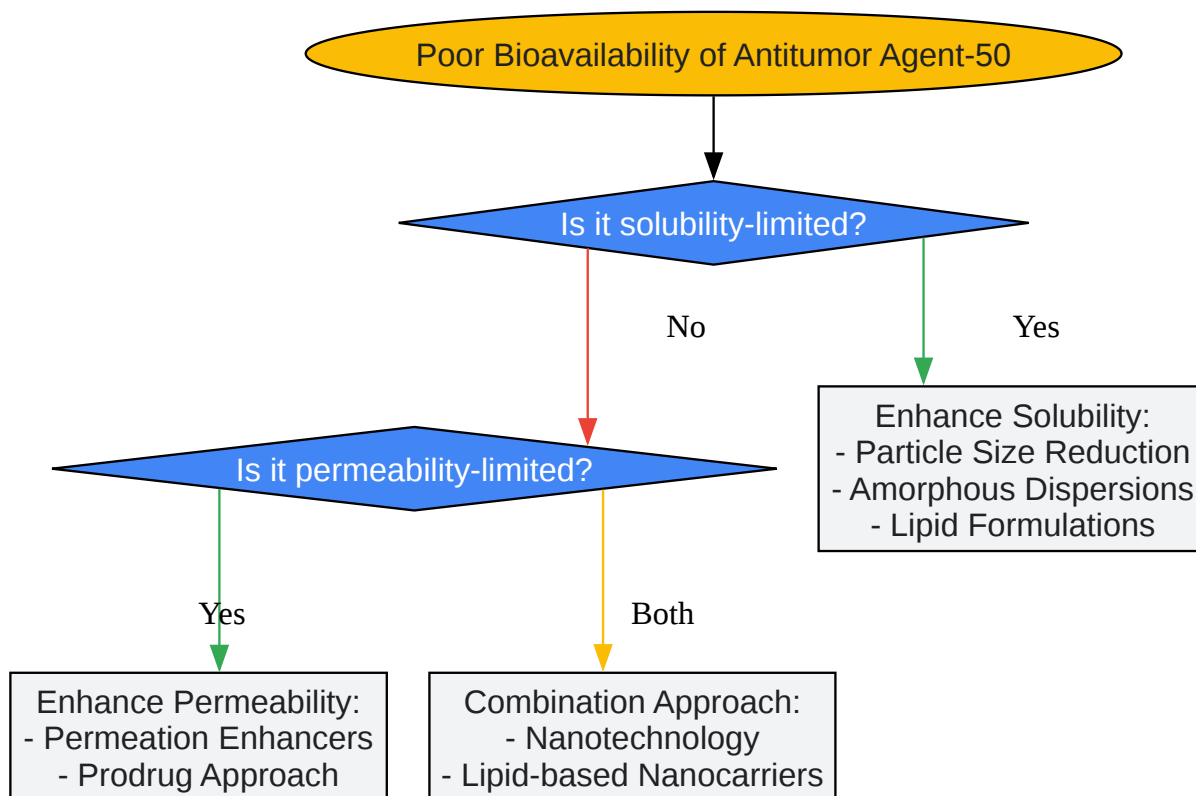 Poor Bioavailability of Antitumor Agent-50
Is it solubility-limited?
No
Yes
Enhance Solubility:
- Particle Size Reduction
- Amorphous Dispersions
- Lipid Formulations
Is it permeability-limited?
Yes
Both
Enhance Permeability:
- Permeation Enhancers
- Prodrug Approach
Combination Approach:
- Nanotechnology
- Lipid-based Nanocarriers